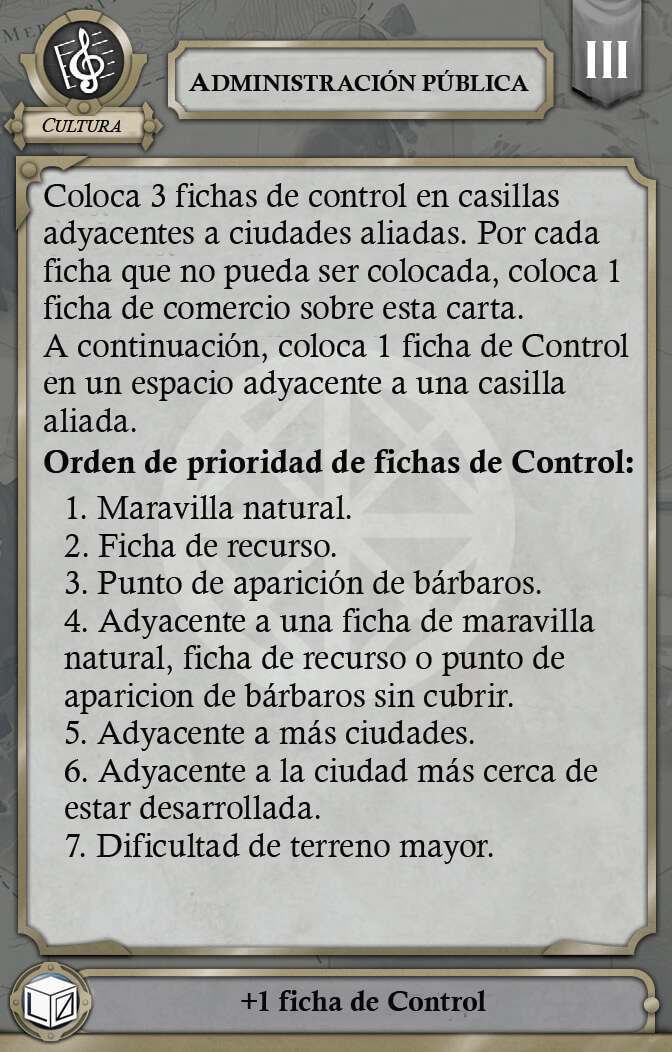 III
ADMINISTRACIÓN PÚBLICA
CULTURA
Coloca 3 fichas de control en casillas
adyacentes a ciudades aliadas. Por cada
ficha que no pueda ser colocada, coloca 1
ficha de comercio sobre esta carta.
A continuación, coloca 1 ficha de Control
en un espacio adyacente a una casilla
aliada.
Orden de prioridad de fichas de Control:
1. Maravilla natural.
2. Ficha de recurso.
3. Punto de aparición de bárbaros.
4. Adyacente a una ficha de maravilla
natural, ficha de recurso o punto de
aparicion de bárbaros sin cubrir.
5. Adyacente a más ciudades.
6. Adyacente a la ciudad más cerca de
estar desarrollada.
7. Dificultad de terreno mayor.
+1 ficha de Control